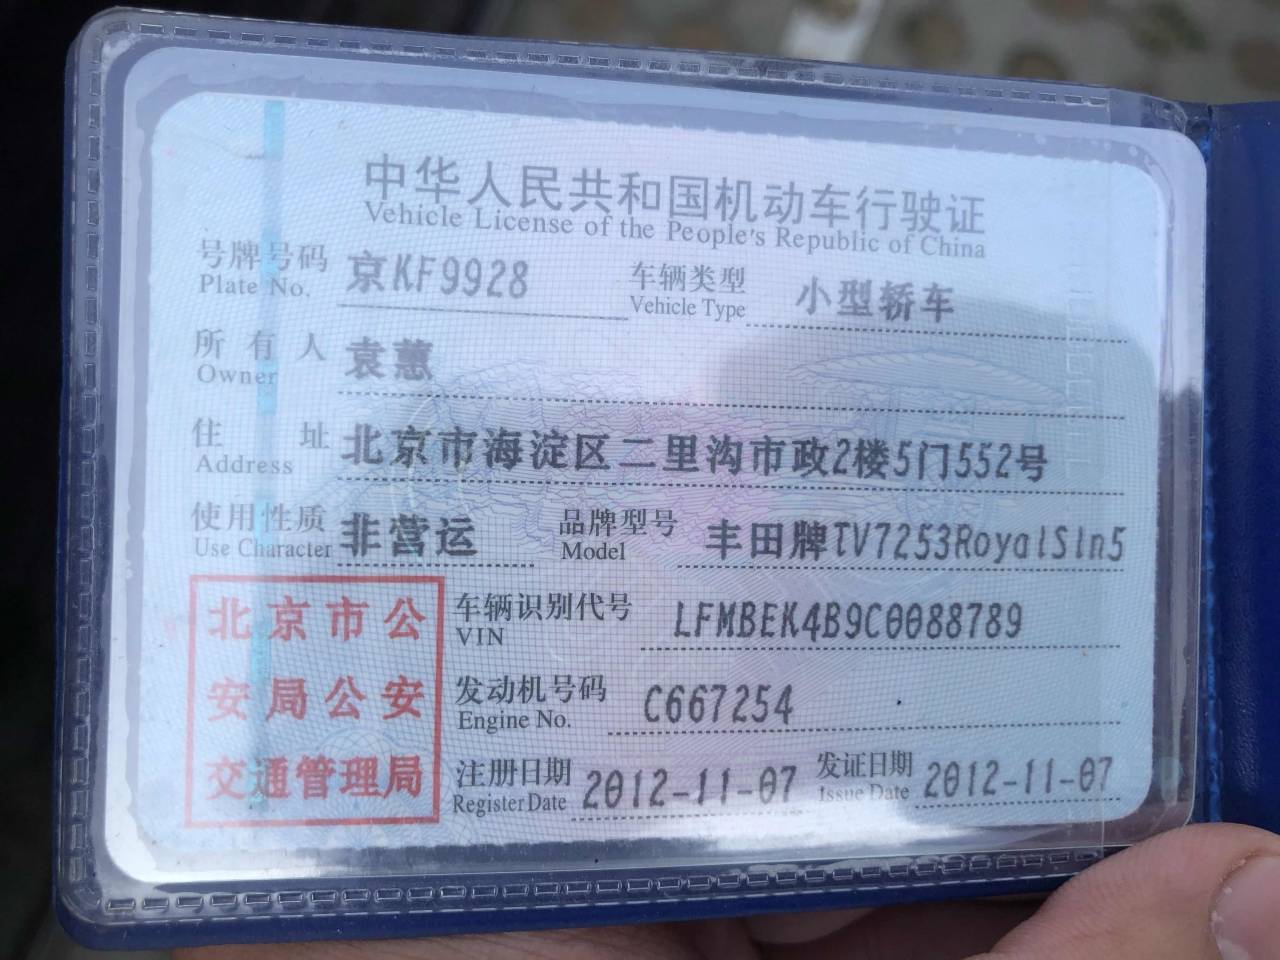 中华人民共和国机动车行驶证
Vehicle License of the People's Republic of China
号牌号码 京KF9928 车辆类型 小型轿车
Plate No. Vehicle Type
所有人 袁蕙
Owner
住址 北京市海淀区二里沟市政2楼5门552号
Address
使用性质 非营运 品牌型号 丰田牌TV7253RoyalSln5
Use Character Model
北京市公
安局公安
交通管理局
车辆识别代号 LFMBEK4B9C0088789
VIN
发动机号码 C667254
Engine No.
注册日期 2012-11-07 发证日期 2012-11-07
Register Date Issue Date